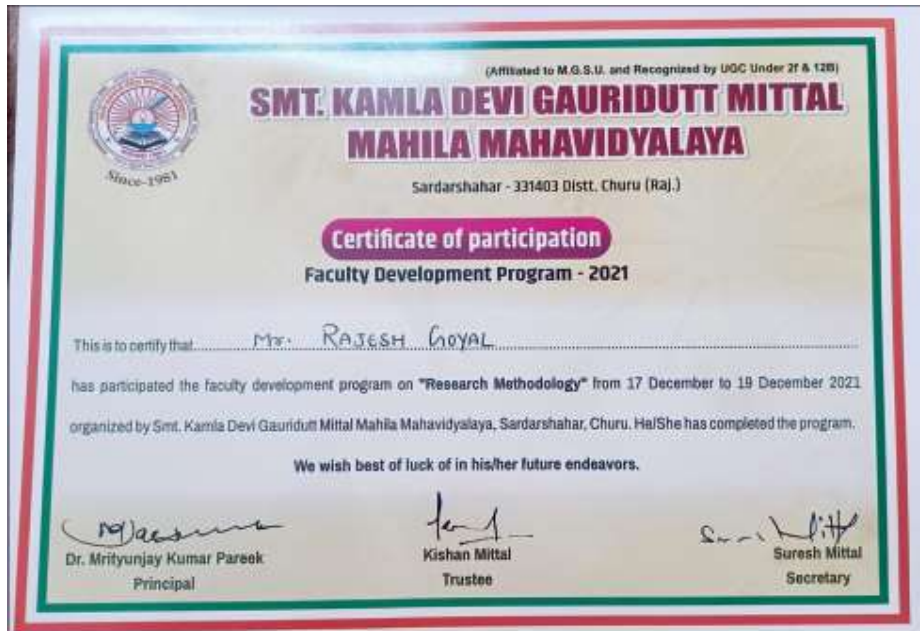 (Affiliated to M.G.S.U. and Recognized by UGC Under 2f & 12B)
SMT. KAMLA DEVI GAURIDUTT MITTAL
MAHILA MAHAVIDYALAYA
Since-1981
Sardarshahar - 331403 Distt. Churu (Raj.)
Certificate of participation
Faculty Development Program - 2021
This is to certify that Mr. RAJESH GOYAL
has participated the faculty development program on "Research Methodology" from 17 December to 19 December 2021
organized by Smt. Kamla Devi Gauridutt Mittal Mahila Mahavidyalaya, Sardarshahar, Churu. He/She has completed the program.
We wish best of luck of in his/her future endeavors.
Dr. Mrityunjay Kumar Pareek
Principal
Kishan Mittal
Trustee
Suresh Mittal
Secretary